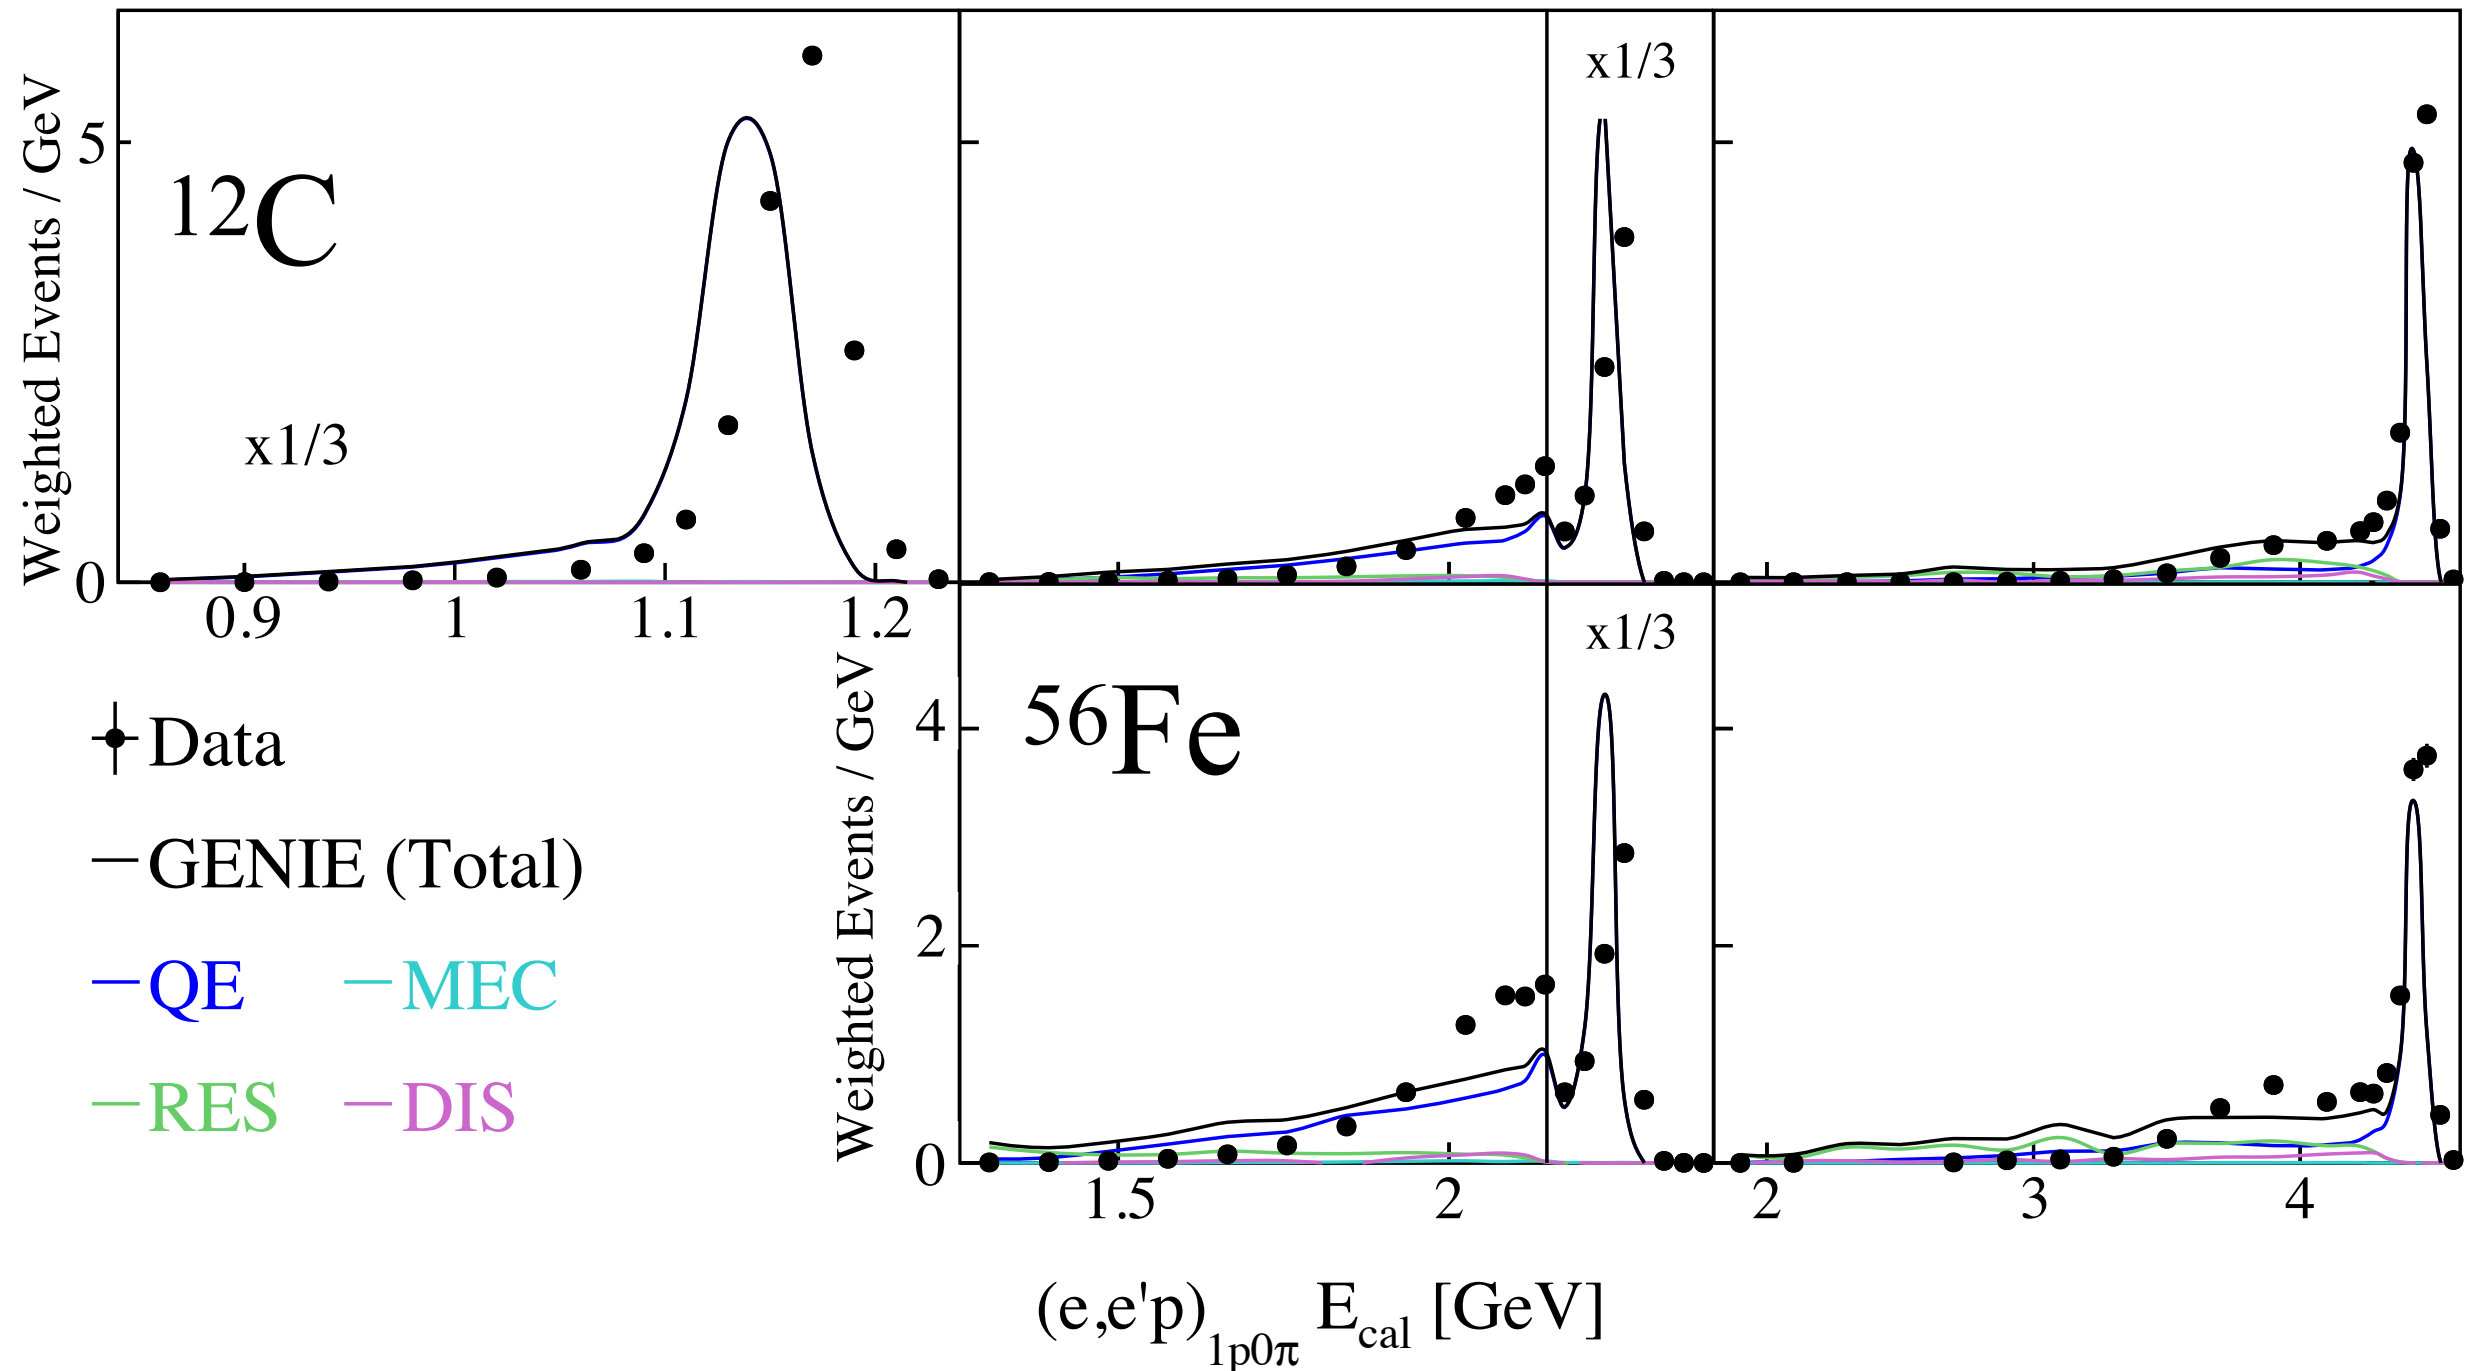 Weighted Events / GeV
5
0
12C
x1/3
x1/3
0.9 1 1.1 1.2
Data
GENIE (Total)
QE MEC
RES DIS
Weighted Events / GeV
4
2
0
56Fe
x1/3
1.5 2 2 3 4
(e,e'p)1p0π Ecal [GeV]